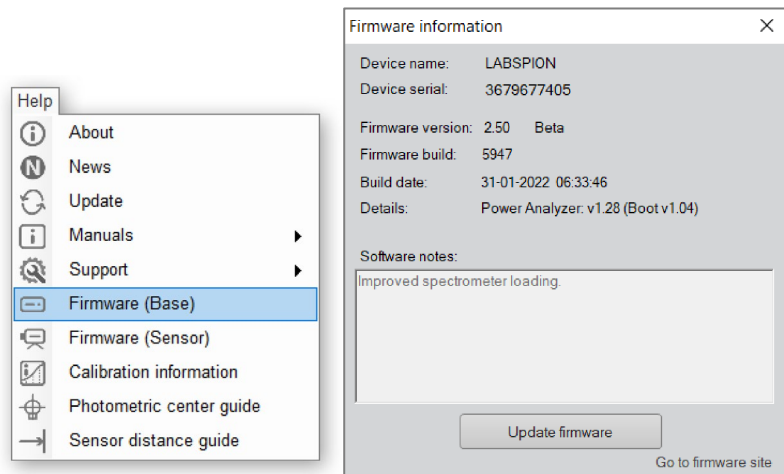 Help
About
News
Update
Manuals
Support
Firmware (Base)
Firmware (Sensor)
Calibration information
Photometric center guide
Sensor distance guide
Firmware information
Device name: LABSPION
Device serial: 3679677405
Firmware version: 2.50 Beta
Firmware build: 5947
Build date: 31-01-2022 06:33:46
Details: Power Analyzer: v1.28 (Boot v1.04)
Software notes:
Improved spectrometer loading.
Update firmware
Go to firmware site